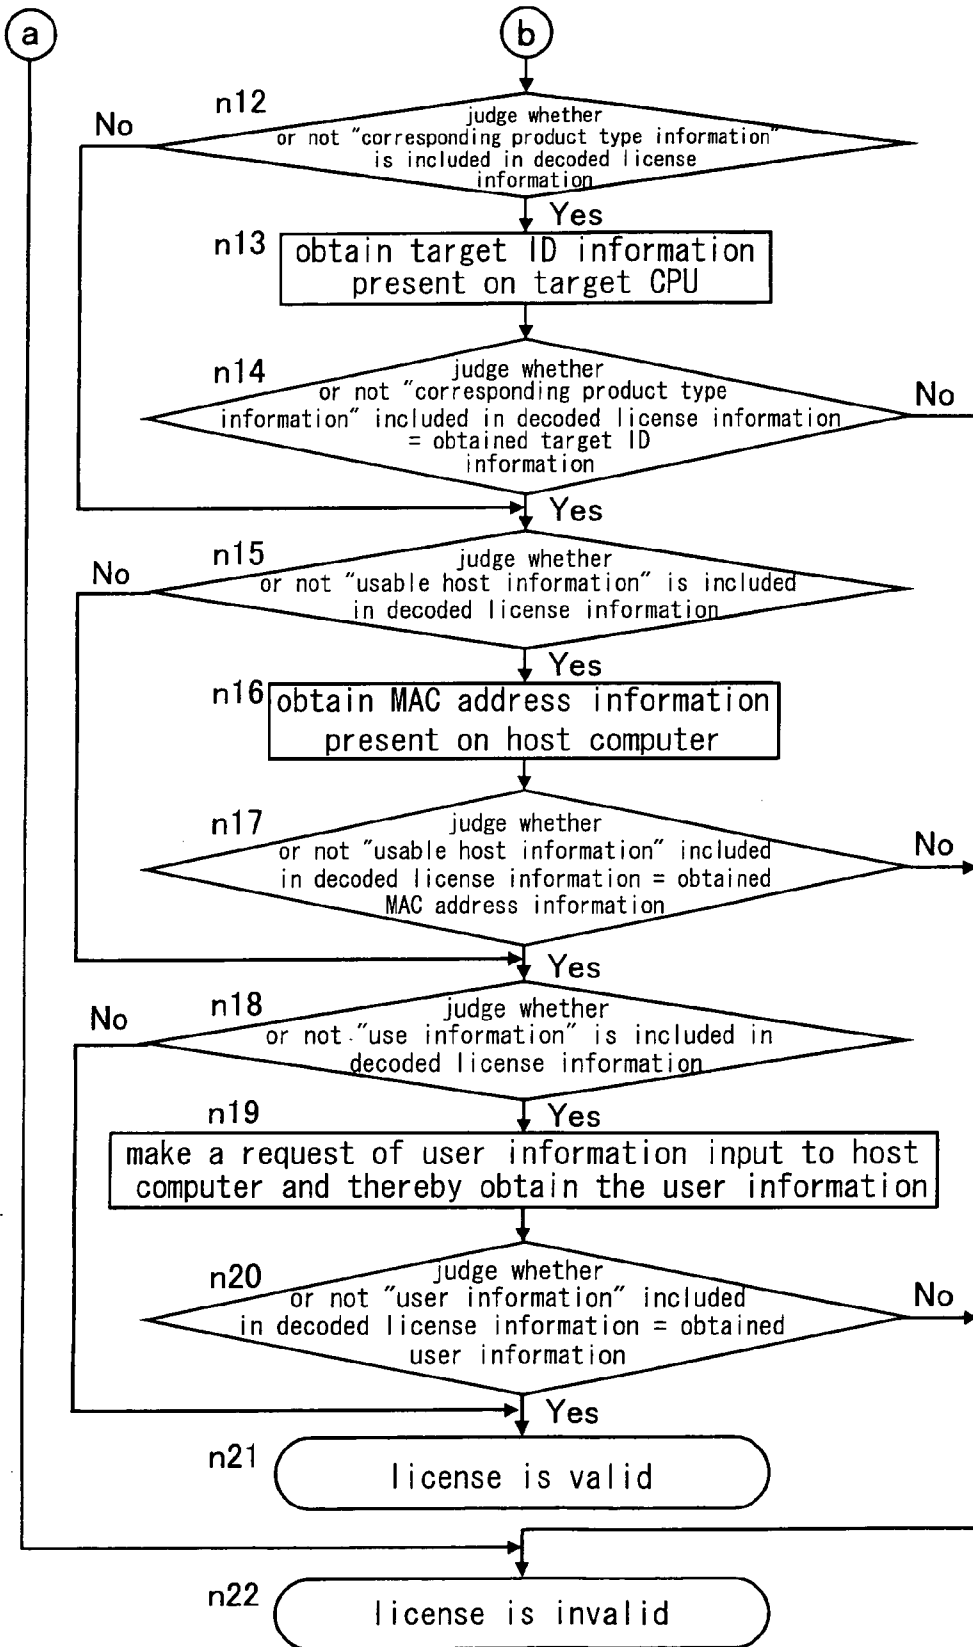 a
b
n12
No
judge whether
or not "corresponding product type information"
is included in decoded license
information
Yes
n13
obtain target ID information
present on target CPU
n14
judge whether
or not "corresponding product type
information" included in decoded license information
= obtained target ID
information
No
Yes
n15
No
judge whether
or not "usable host information" is included
in decoded license information
Yes
n16
obtain MAC address information
present on host computer
n17
judge whether
or not "usable host information" included
in decoded license information = obtained
MAC address information
No
Yes
n18
No
judge whether
or not "use information" is included in
decoded license information
Yes
n19
make a request of user information input to host
computer and thereby obtain the user information
n20
judge whether
or not "user information" included
in decoded license information = obtained
user information
No
Yes
n21
license is valid
n22
license is invalid